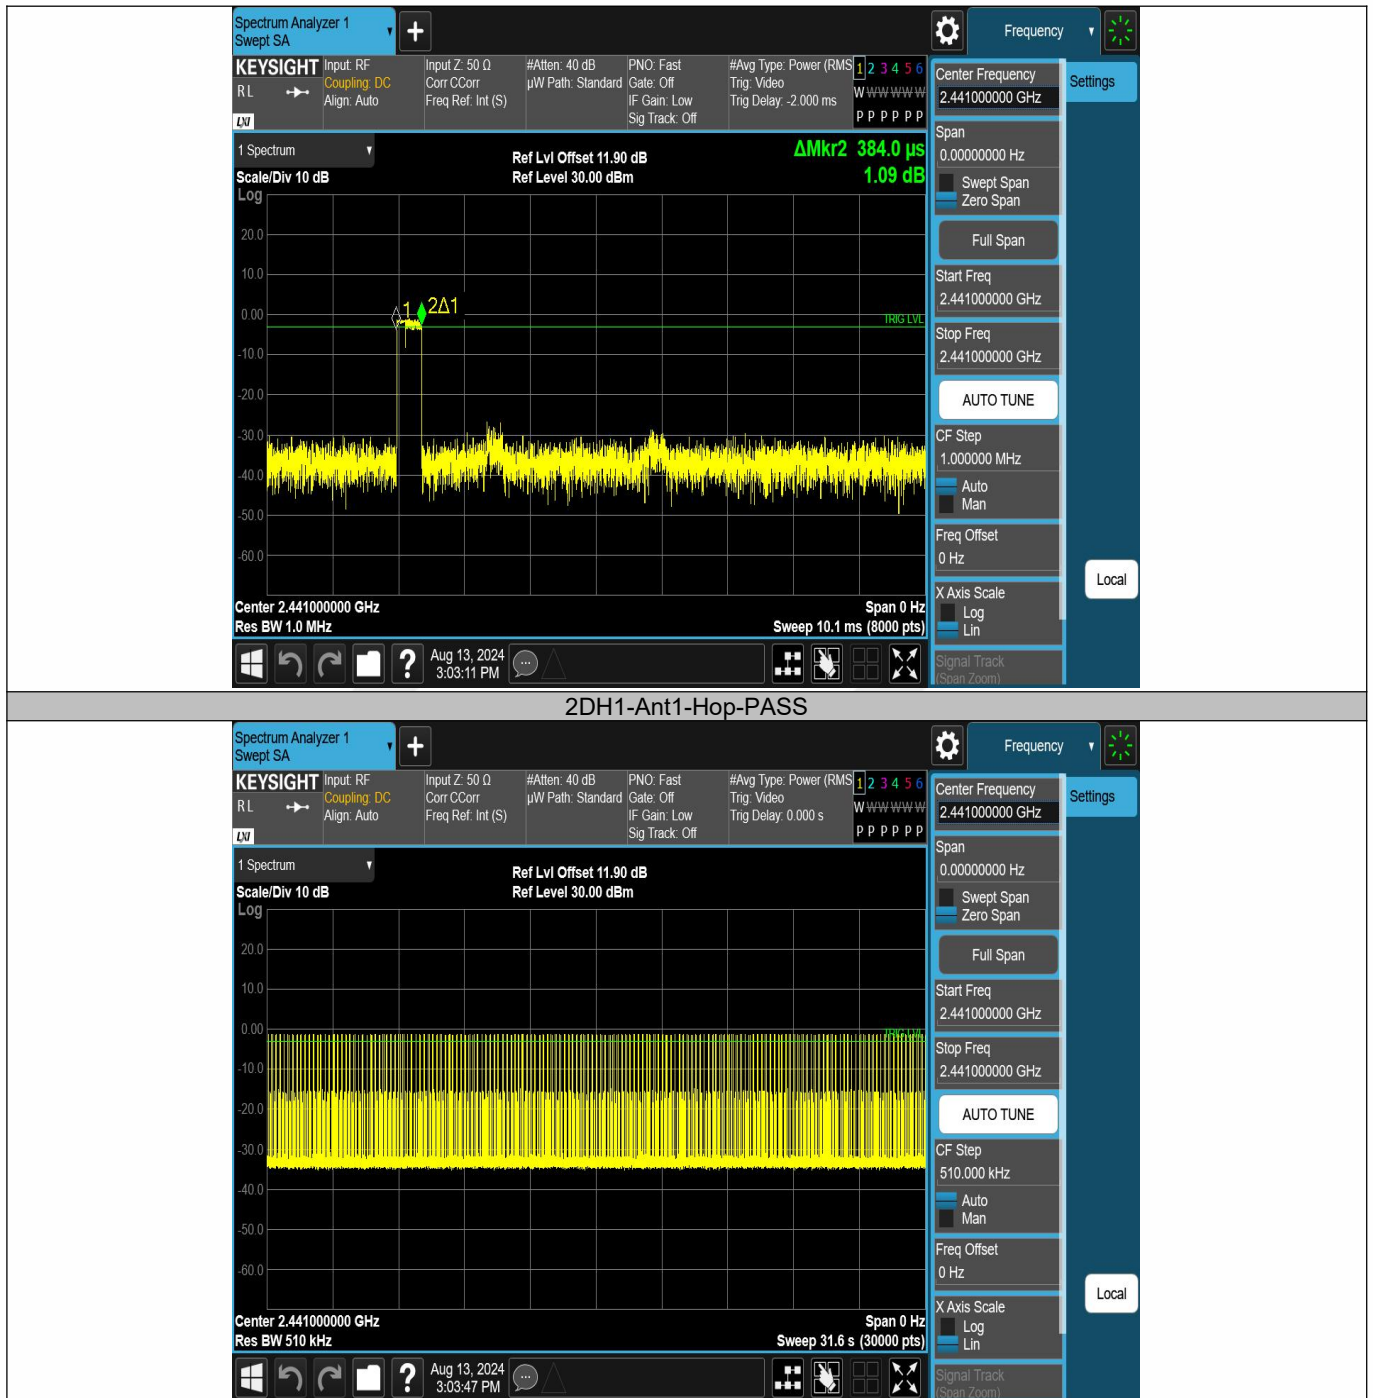 Spectrum Analyzer 1
Swept SA
Frequency
KEYSIGHT
RL
LXI
Input: RF
Coupling: DC
Align: Auto
Input Z: 50 Ω
Corr CCorr
Freq Ref: Int (S)
#Atten: 40 dB
µW Path: Standard
PNO: Fast
Gate: Off
IF Gain: Low
Sig Track: Off
#Avg Type: Power (RMS
Trig: Video
Trig Delay: -2.000 ms
1 2 3 4 5 6
W W W W W W
P P P P P P
1 Spectrum
Scale/Div 10 dB
Ref Lvl Offset 11.90 dB
Ref Level 30.00 dBm
ΔMkr2 384.0 µs
1.09 dB
Log
20.0
10.0
0.00
-10.0
-20.0
-30.0
-40.0
-50.0
-60.0
1
2Δ1
TRIG LVL
Center 2.441000000 GHz
Res BW 1.0 MHz
Span 0 Hz
Sweep 10.1 ms (8000 pts)
Aug 13, 2024
3:03:11 PM
Center Frequency
2.441000000 GHz
Settings
Span
0.00000000 Hz
Swept Span
Zero Span
Full Span
Start Freq
2.441000000 GHz
Stop Freq
2.441000000 GHz
AUTO TUNE
CF Step
1.000000 MHz
Auto
Man
Freq Offset
0 Hz
X Axis Scale
Log
Lin
Local
Signal Track
(Span Zoom)
2DH1-Ant1-Hop-PASS
Spectrum Analyzer 1
Swept SA
Frequency
KEYSIGHT
RL
LXI
Input: RF
Coupling: DC
Align: Auto
Input Z: 50 Ω
Corr CCorr
Freq Ref: Int (S)
#Atten: 40 dB
µW Path: Standard
PNO: Fast
Gate: Off
IF Gain: Low
Sig Track: Off
#Avg Type: Power (RMS
Trig: Video
Trig Delay: 0.000 s
1 2 3 4 5 6
W W W W W W
P P P P P P
1 Spectrum
Scale/Div 10 dB
Ref Lvl Offset 11.90 dB
Ref Level 30.00 dBm
Log
20.0
10.0
0.00
-10.0
-20.0
-30.0
-40.0
-50.0
-60.0
TRIG LVL
Center 2.441000000 GHz
Res BW 510 kHz
Span 0 Hz
Sweep 31.6 s (30000 pts)
Aug 13, 2024
3:03:47 PM
Center Frequency
2.441000000 GHz
Settings
Span
0.00000000 Hz
Swept Span
Zero Span
Full Span
Start Freq
2.441000000 GHz
Stop Freq
2.441000000 GHz
AUTO TUNE
CF Step
510.000 kHz
Auto
Man
Freq Offset
0 Hz
X Axis Scale
Log
Lin
Local
Signal Track
(Span Zoom)